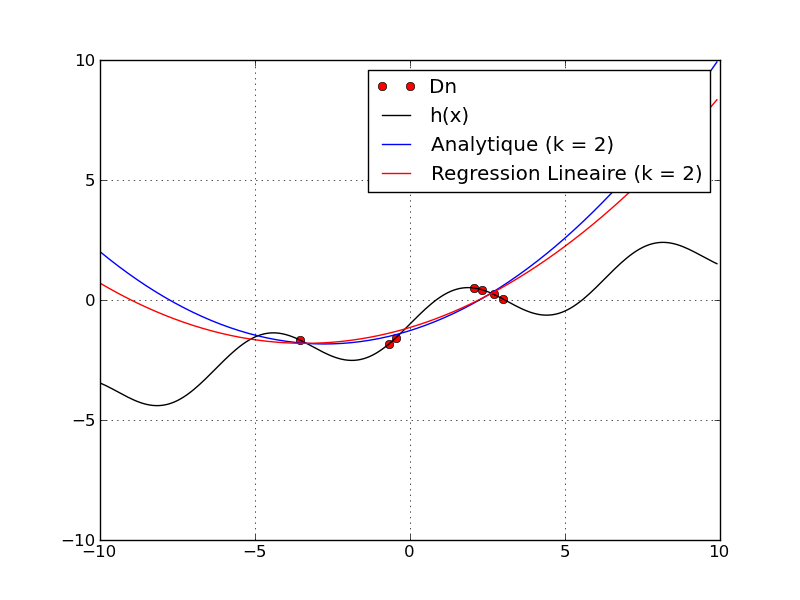 10
5
0
−5
−10
Dn
h(x)
Analytique (k = 2)
Regression Lineaire (k = 2)
−10 −5 0 5 10